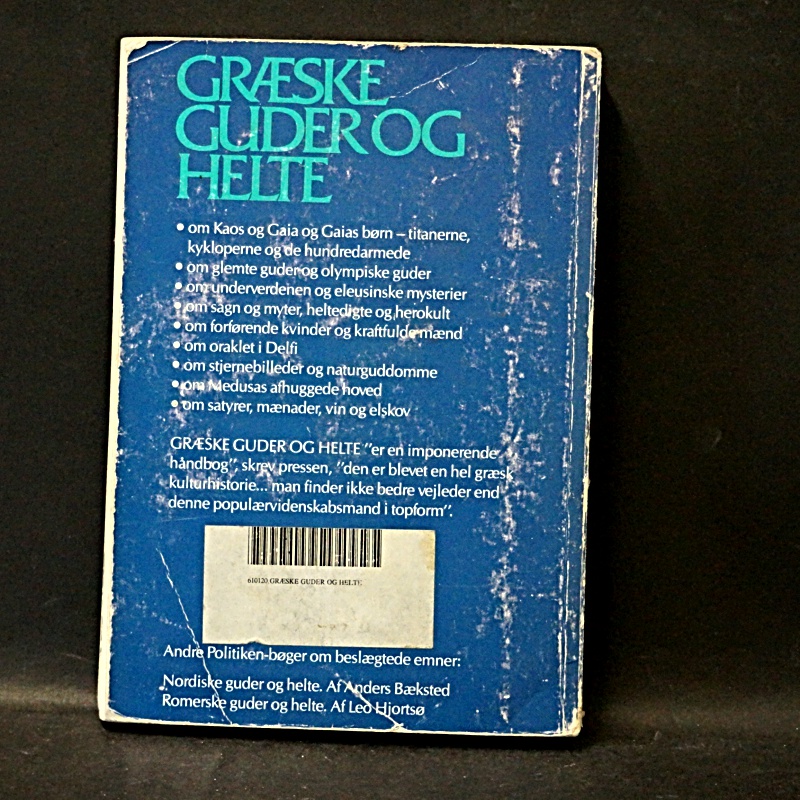 GRÆSKE
GUDER OG
HELTE
• om Kaos og Gaia og Gaias børn – titanerne,
kykloperne og de hundredarmede
• om glemte guder og olympiske guder
• om underverdenen og eleusinske mysterier
• om sagn og myter, heltedigte og herokult
• om forførende kvinder og kraftfulde mænd
• om oraklet i Delfi
• om stjernebilleder og naturguddomme
• om Medusas afhuggede hoved
• om satyrer, mænader, vin og elskov
GRÆSKE GUDER OG HELTE "er en imponerende
håndbog", skrev pressen, "den er blevet en hel græsk
kulturhistorie... man finder ikke bedre vejleder end
denne populærvidenskabsmand i topform".
610120 GRÆSKE GUDER OG HELTE
Andre Politiken-bøger om beslægtede emner:
Nordiske guder og helte. Af Anders Bæksted
Romerske guder og helte. Af Leo Hjortsø